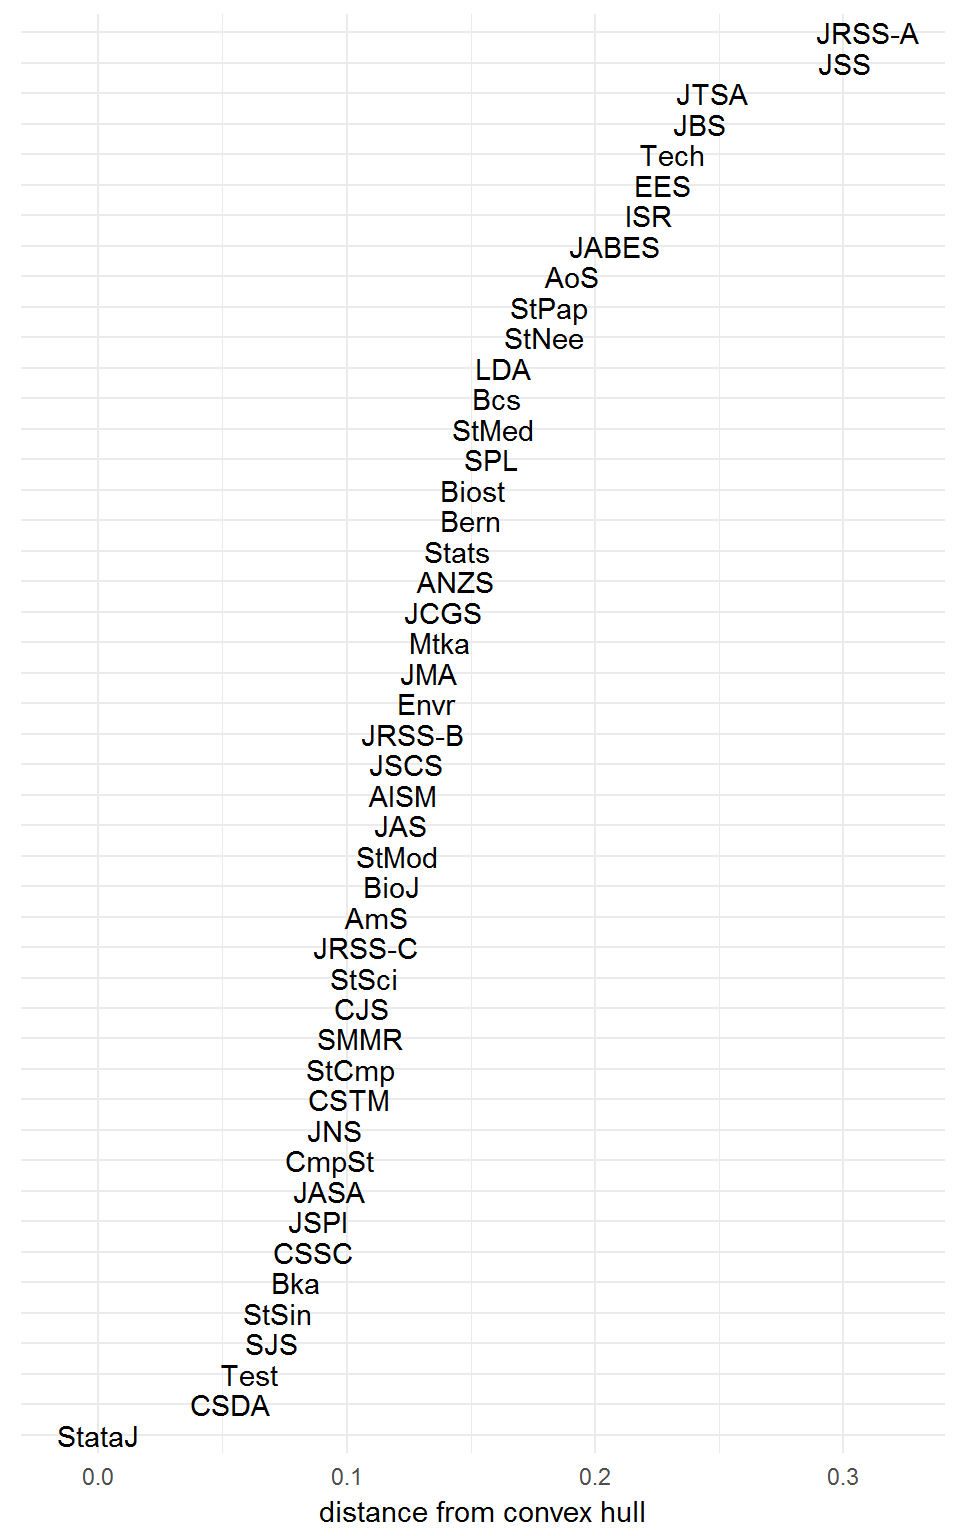 JRSS-A
JSS
JTSA
JBS
Tech
EES
ISR
JABES
AoS
StPap
StNee
LDA
Bcs
StMed
SPL
Biost
Bern
Stats
ANZS
JCGS
Mtka
JMA
Envr
JRSS-B
JSCS
AISM
JAS
StMod
BioJ
AmS
JRSS-C
StSci
CJS
SMMR
StCmp
CSTM
JNS
CmpSt
JASA
JSPI
CSSC
Bka
StSin
SJS
Test
CSDA
StataJ
0.0 0.1 0.2 0.3
distance from convex hull